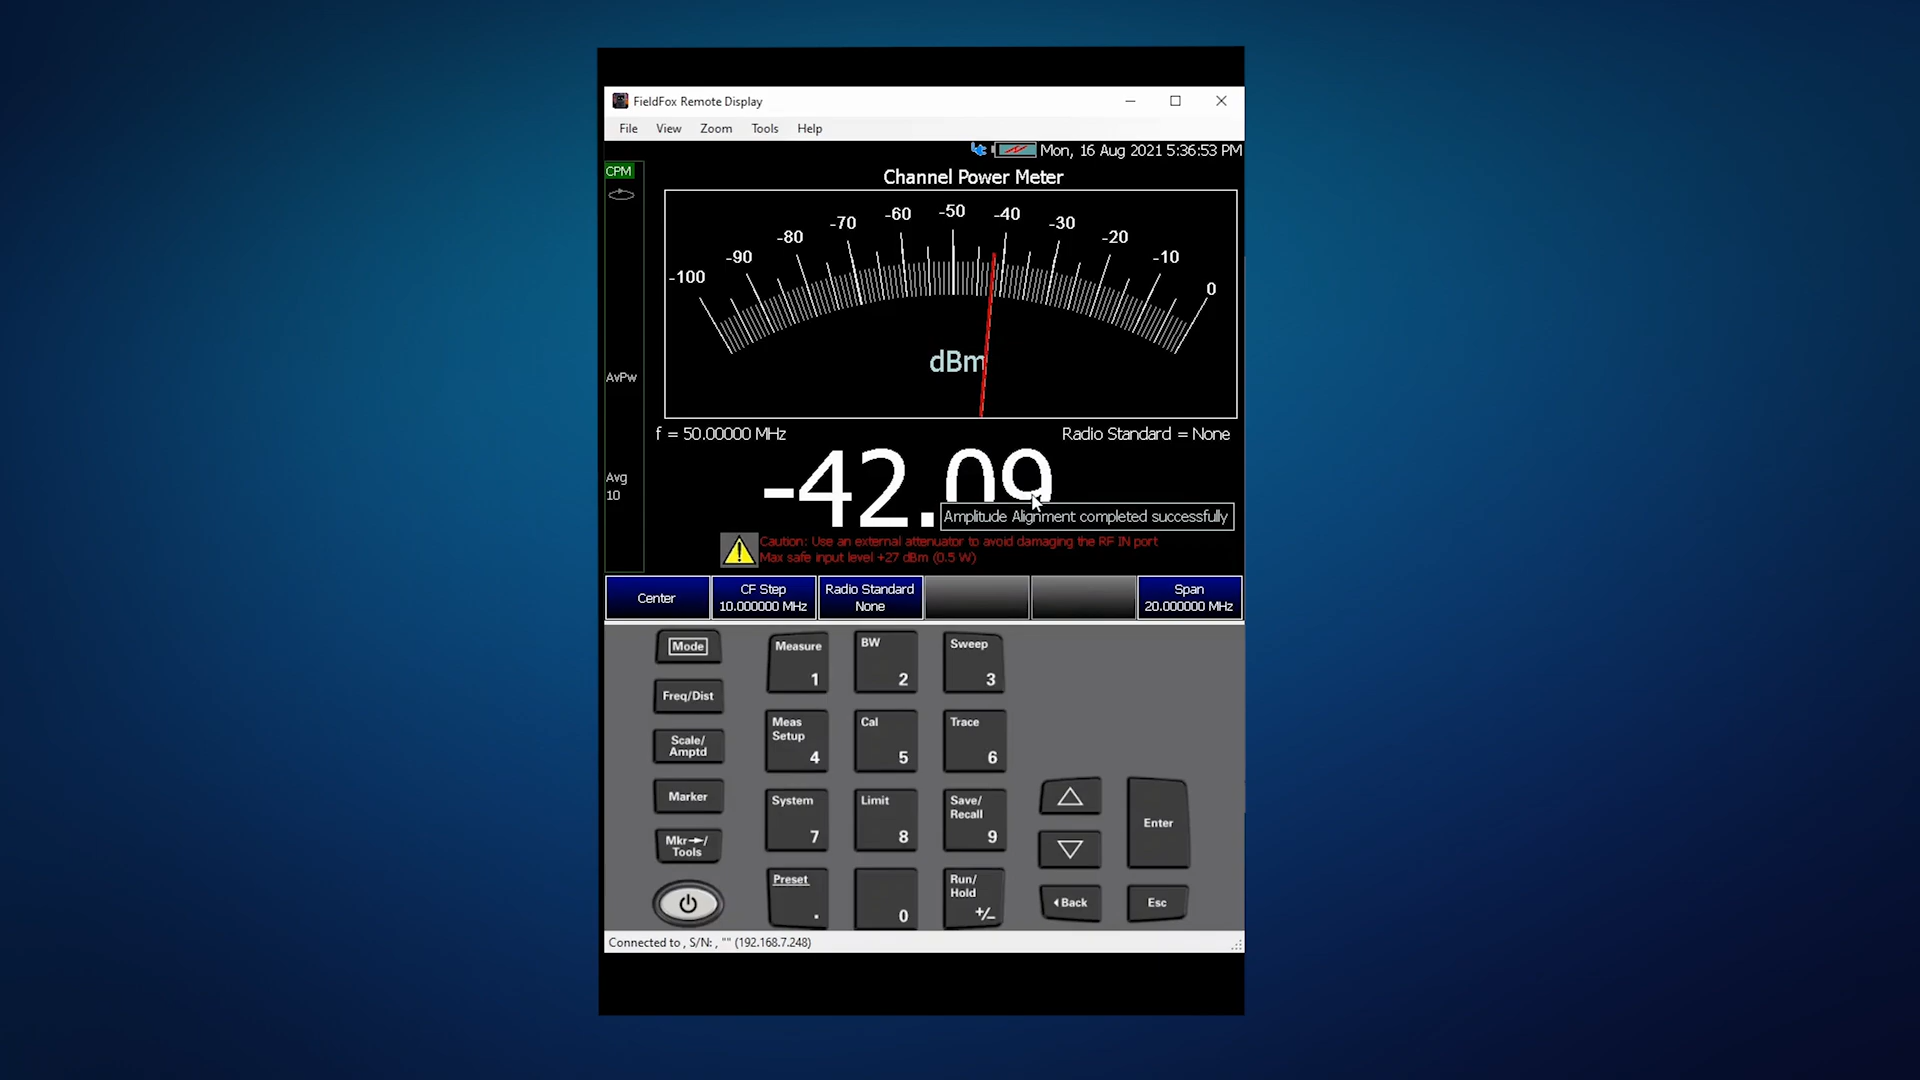 FieldFox Remote Display
File View Zoom Tools Help
Mon, 16 Aug 2021 5:36:53 PM
CPM
Channel Power Meter
-100 -90 -80 -70 -60 -50 -40 -30 -20 -10 0
dBm
AvPw
f = 50.00000 MHz
Radio Standard = None
Avg
10
-42.09
Amplitude Alignment completed successfully
Caution: Use an external attenuator to avoid damaging the RF IN port
Max safe input level +27 dBm (0.5 W)
Center
CF Step
10.000000 MHz
Radio Standard
None
Span
20.000000 MHz
Mode
Measure
1
BW
2
Sweep
3
Freq/Dist
Scale/
Amptd
Meas
Setup
4
Cal
5
Trace
6
Marker
System
7
Limit
8
Save/
Recall
9
Enter
Mkr→/
Tools
Preset
.
0
Run/
Hold
+/-
Back
Esc
Connected to , S/N: , "" (192.168.7.248)